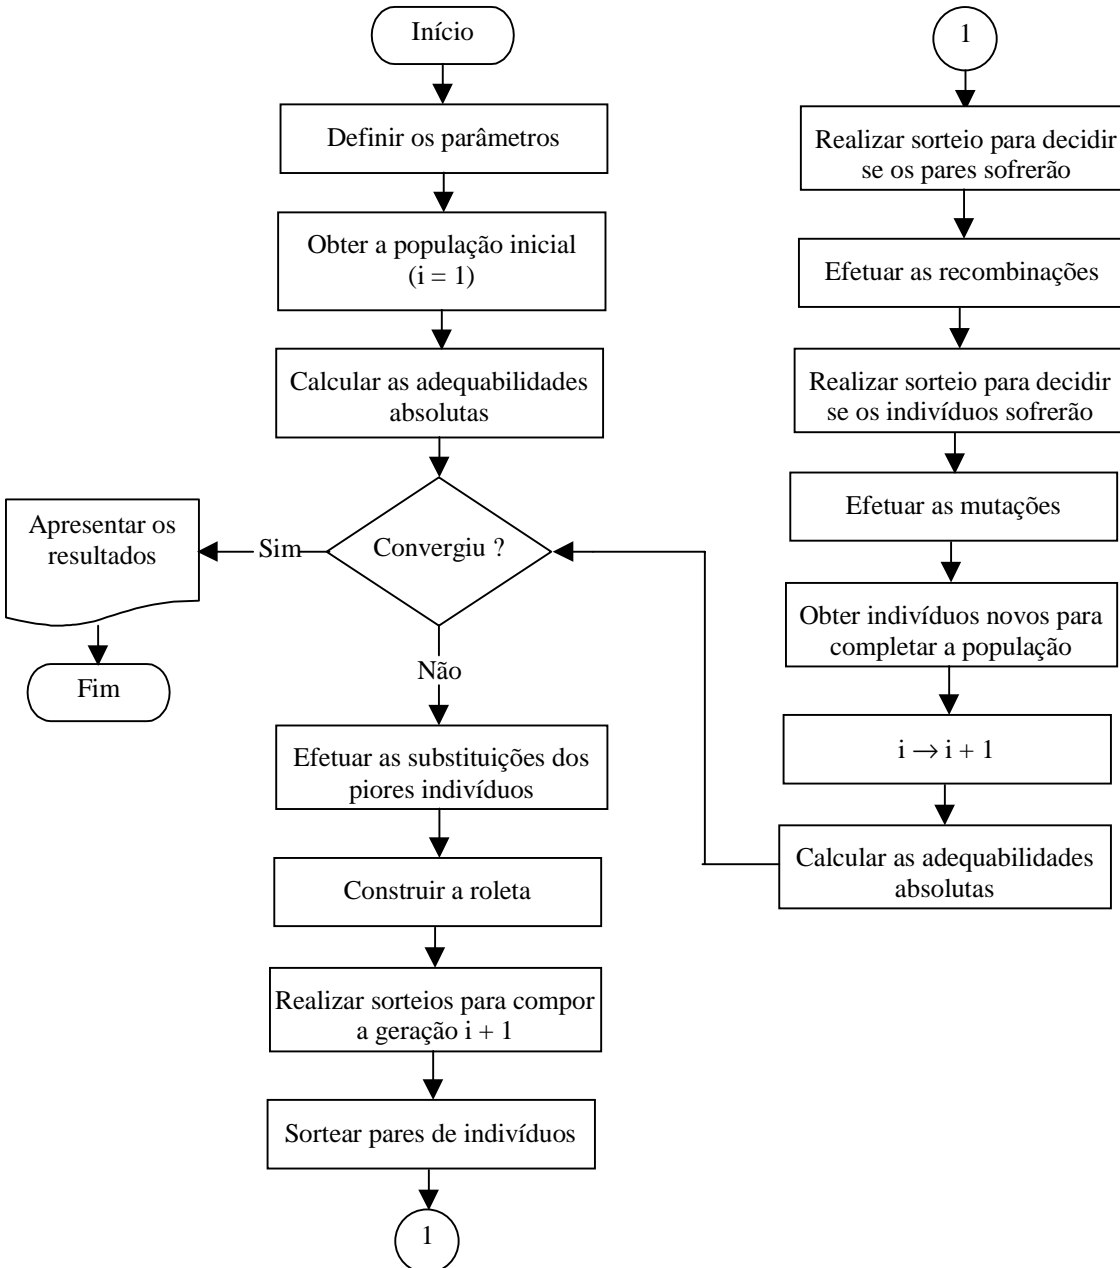 Início
Definir os parâmetros
Obter a população inicial
(i = 1)
Calcular as adequabilidades
absolutas
Convergiu ?
Sim
Apresentar os
resultados
Fim
Não
Efetuar as substituições dos
piores indivíduos
Construir a roleta
Realizar sorteios para compor
a geração i + 1
Sortear pares de indivíduos
1
1
Realizar sorteio para decidir
se os pares sofrerão
Efetuar as recombinações
Realizar sorteio para decidir
se os indivíduos sofrerão
Efetuar as mutações
Obter indivíduos novos para
completar a população
i → i + 1
Calcular as adequabilidades
absolutas